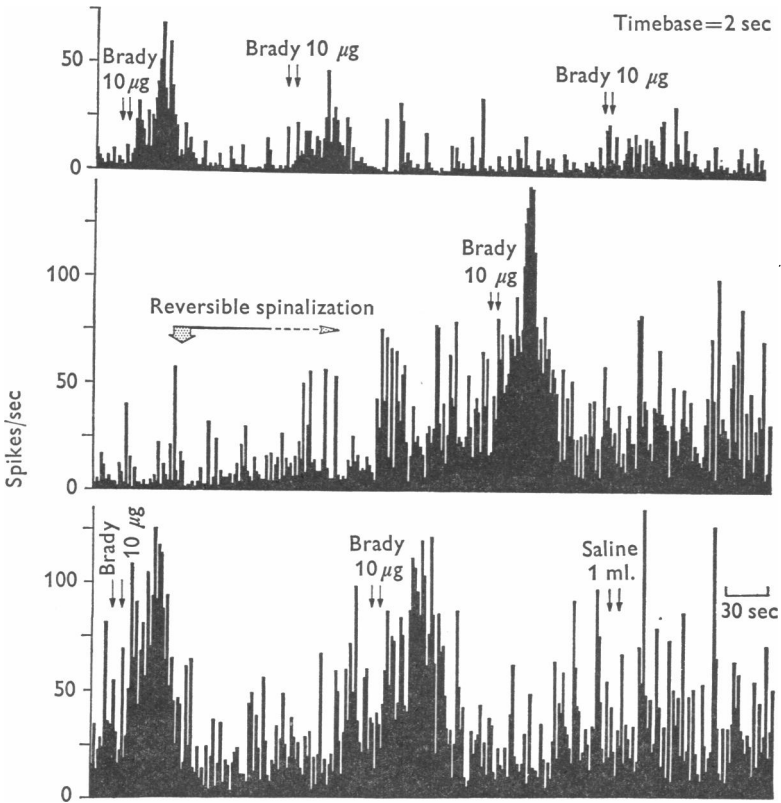 Timebase=2 sec
50
25
0
Brady
10 μg
Brady 10 μg
Brady 10 μg
100
50
0
Reversible spinalization
Brady
10 μg
Spikes/sec
100
50
0
Brady
10 μg
Brady
10 μg
Saline
1 ml.
30 sec